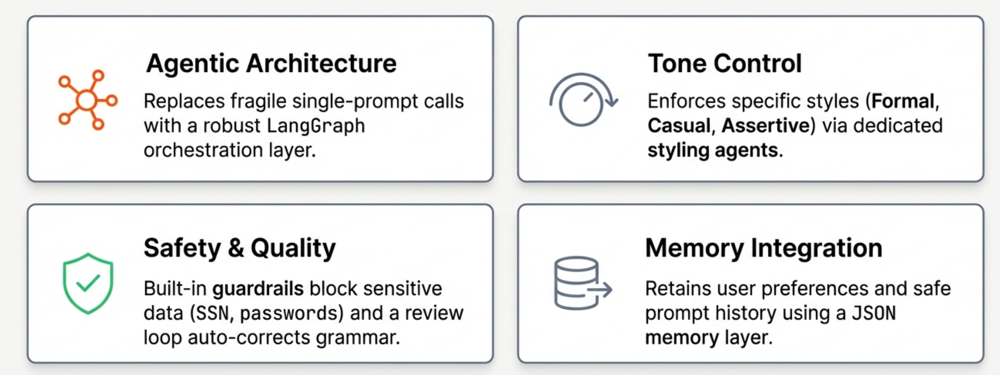 Agentic Architecture
Replaces fragile single-prompt calls
with a robust LangGraph
orchestration layer.
Tone Control
Enforces specific styles (Formal,
Casual, Assertive) via dedicated
styling agents.
Safety & Quality
Built-in guardrails block sensitive
data (SSN, passwords) and a review
loop auto-corrects grammar.
Memory Integration
Retains user preferences and safe
prompt history using a JSON
memory layer.